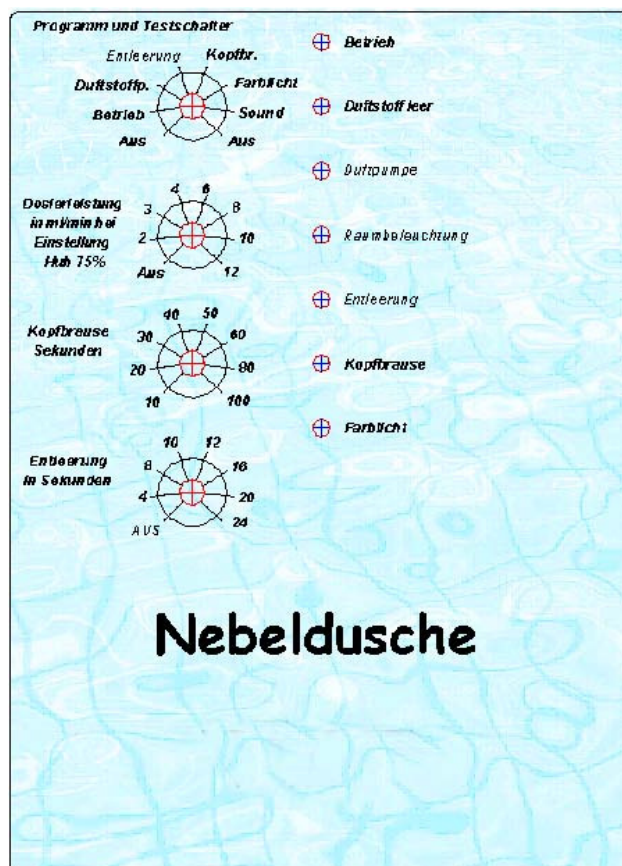 Programm und Testschalter
Entleerung
Kopfbr.
Duftstoffp.
Farblicht
Betrieb
Sound
Aus
Aus
Dosierleistung
in ml/min bei
Einstellung
Hub 75%
4
6
3
8
2
10
Aus
12
Kopfbrause
Sekunden
40
50
30
60
20
80
10
100
Entleerung
in Sekunden
10
12
8
16
4
20
AUS
24
Betrieb
Duftstoff leer
Duftpumpe
Raumbeleuchtung
Entleerung
Kopfbrause
Farblicht
Nebeldusche